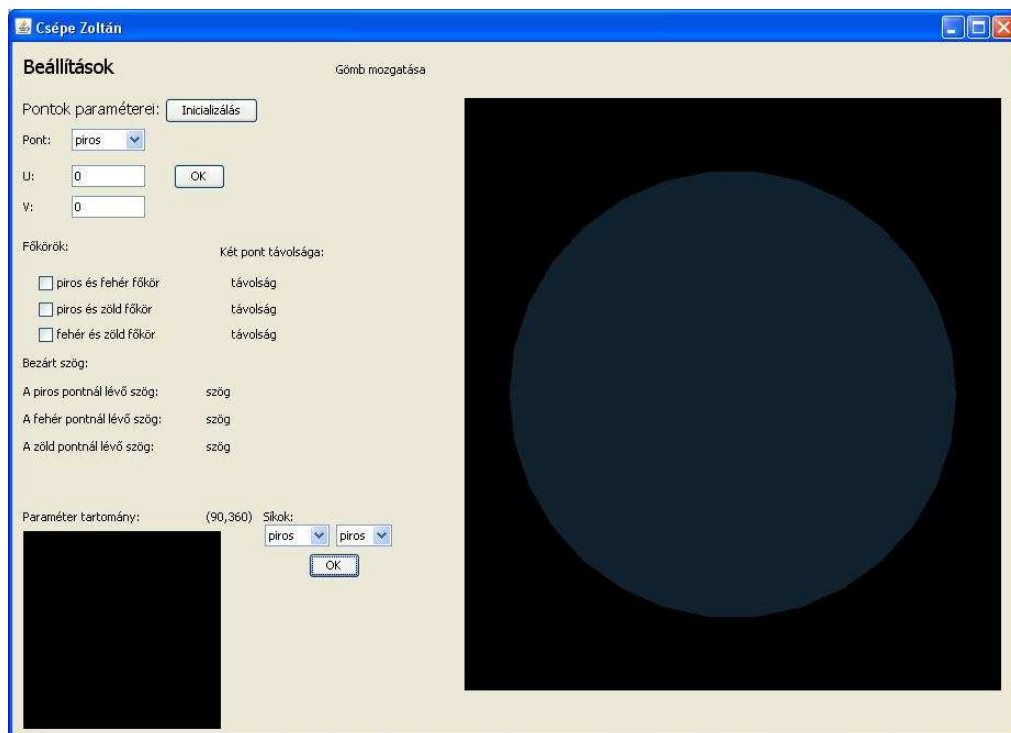 Csépe Zoltán
Beállítások
Gömb mozgatása
Pontok paraméterei: Inicializálás
Pont: piros
U: 0 OK
V: 0
Főkörök:
Két pont távolsága:
piros és fehér főkör távolság
piros és zöld főkör távolság
fehér és zöld főkör távolság
Bezárt szög:
A piros pontnál lévő szög: szög
A fehér pontnál lévő szög: szög
A zöld pontnál lévő szög: szög
Paraméter tartomány: (90,360) Síkok:
piros piros
OK